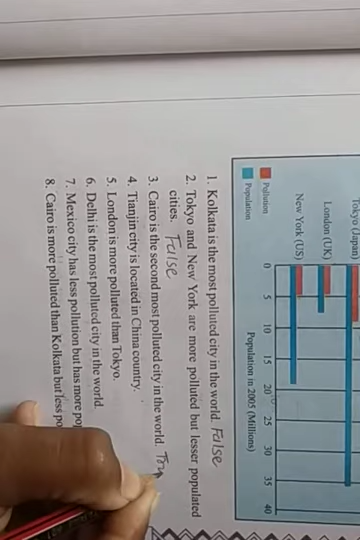 Tokyo (Japan)
London (UK)
New York (US)
0 5 10 15 20 25 30 35 40
Population in 2005 (Millions)
Pollution
Population
1. Kolkata is the most polluted city in the world. False
2. Tokyo and New York are more polluted but lesser populated
cities. False
3. Cairo is the second most polluted city in the world.
4. Tianjin city is located in China country.
5. London is more polluted than Tokyo.
6. Delhi is the most polluted city in the world.
7. Mexico city has less pollution but has more
8. Cairo is more polluted than Kolkata but less